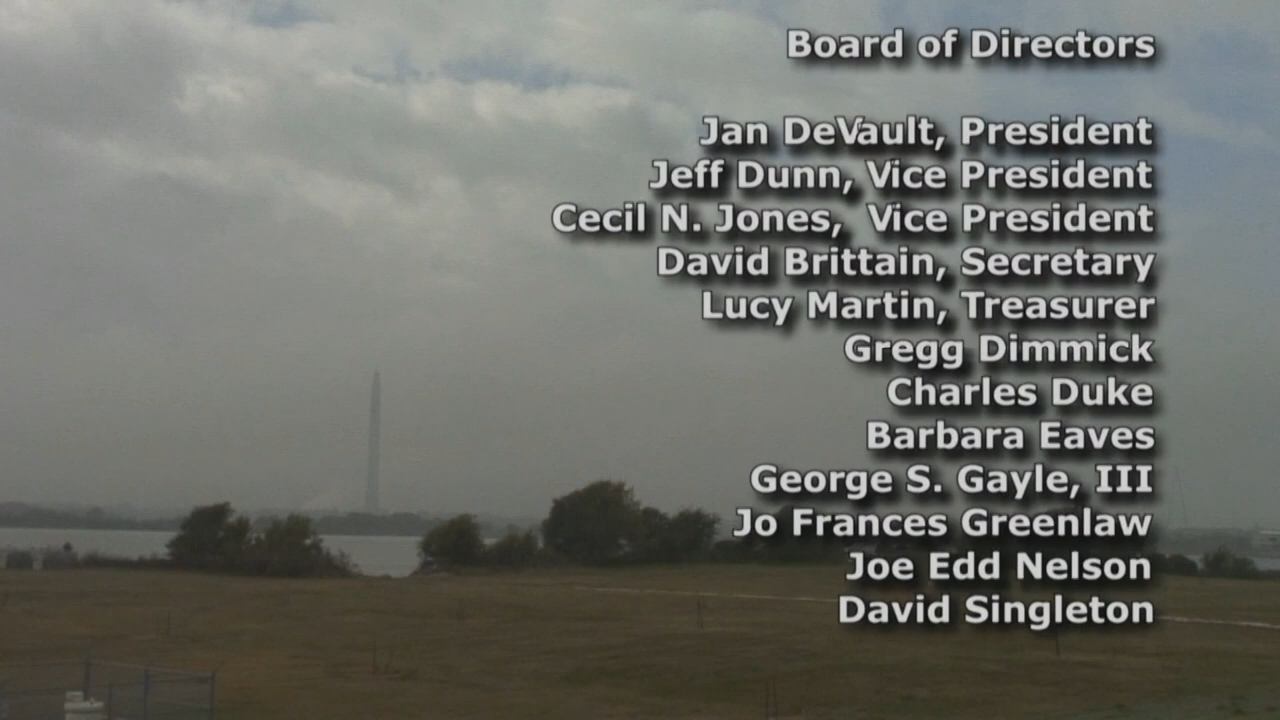 Board of Directors
Jan DeVault, President
Jeff Dunn, Vice President
Cecil N. Jones, Vice President
David Brittain, Secretary
Lucy Martin, Treasurer
Gregg Dimmick
Charles Duke
Barbara Eaves
George S. Gayle, III
Jo Frances Greenlaw
Joe Edd Nelson
David Singleton